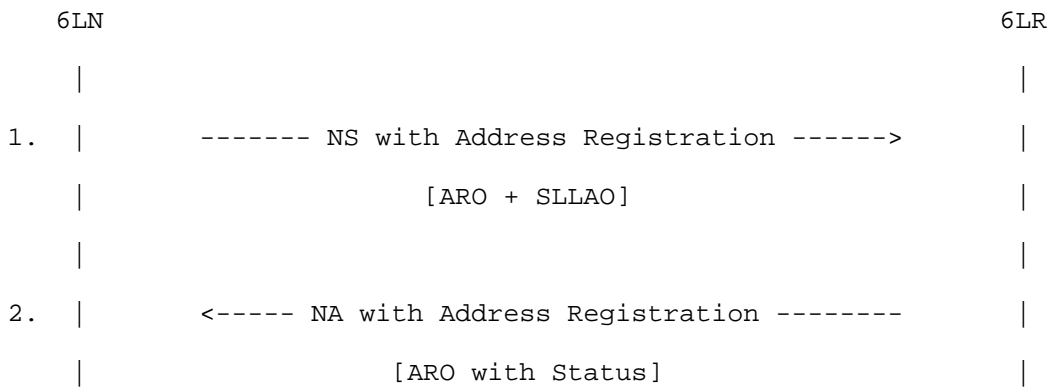 6LN 6LR
| |
1. | ------- NS with Address Registration ------> |
| [ARO + SLLAO] |
| |
2. | <----- NA with Address Registration -------- |
| [ARO with Status] |